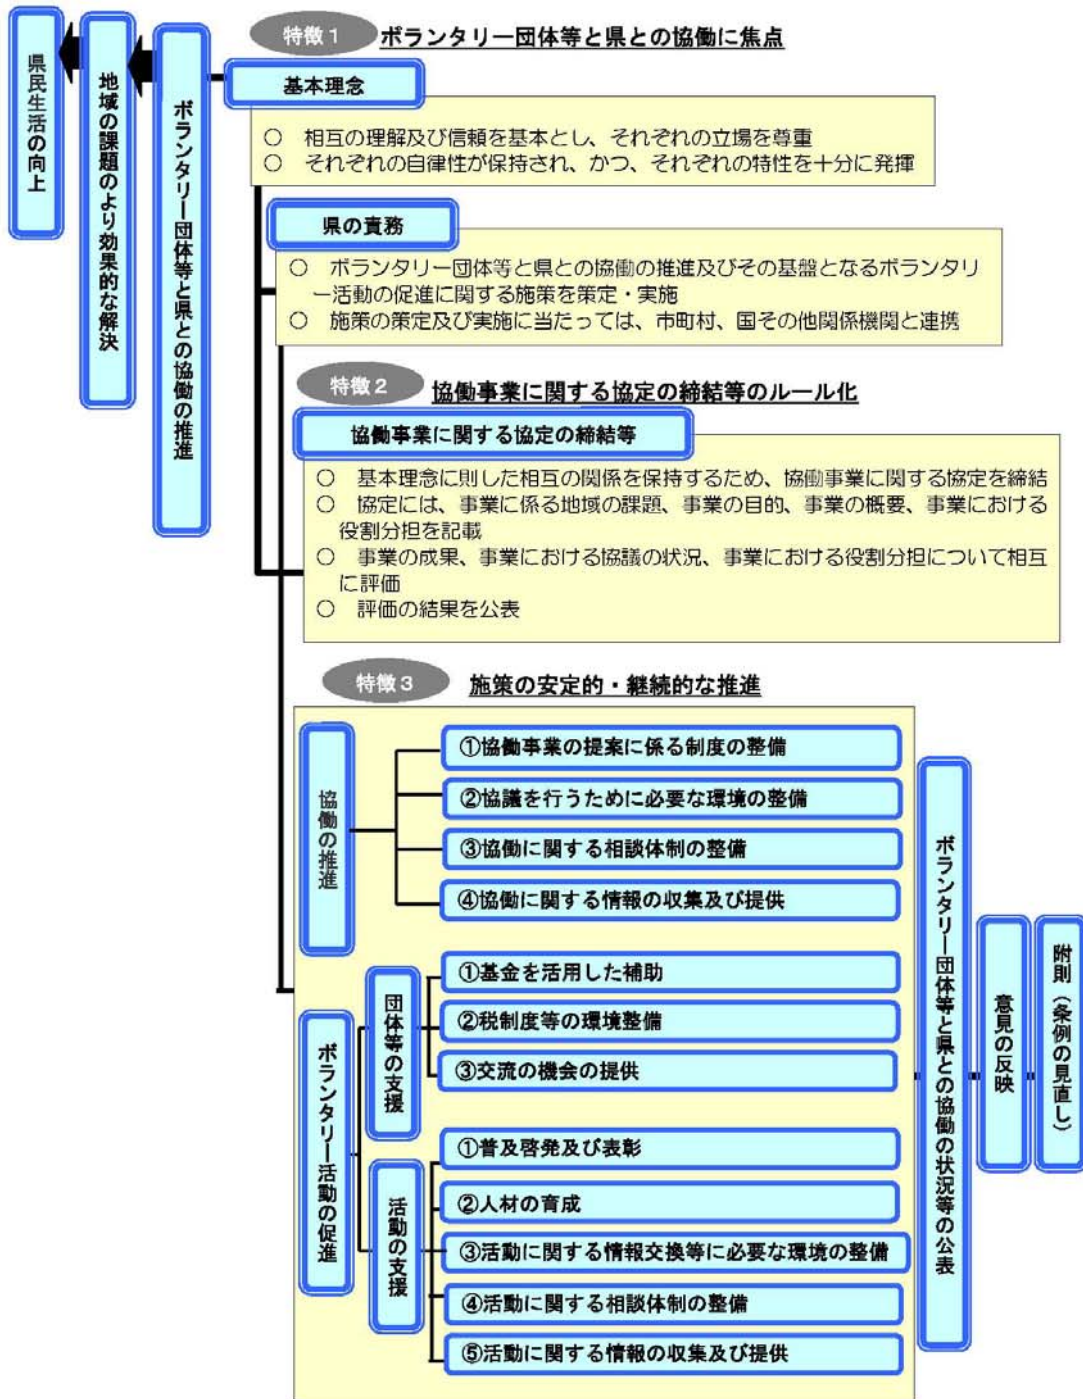 県民生活の向上
地域の課題のより効果的な解決
ボランタリー団体等と県との協働の推進
特徴1 ボランタリー団体等と県との協働に焦点
基本理念
○ 相互の理解及び信頼を基本とし、それぞれの立場を尊重
○ それぞれの自律性が保持され、かつ、それぞれの特性を十分に発揮
県の責務
○ ボランタリー団体等と県との協働の推進及びその基盤となるボランタリ
ー活動の促進に関する施策を策定・実施
○ 施策の策定及び実施に当たっては、市町村、国その他関係機関と連携
特徴2 協働事業に関する協定の締結等のルール化
協働事業に関する協定の締結等
○ 基本理念に則した相互の関係を保持するため、協働事業に関する協定を締結
○ 協定には、事業に係る地域の課題、事業の目的、事業の概要、事業における
役割分担を記載
○ 事業の成果、事業における協議の状況、事業における役割分担について相互
に評価
○ 評価の結果を公表
特徴3 施策の安定的・継続的な推進
協働の推進
①協働事業の提案に係る制度の整備
②協議を行うために必要な環境の整備
③協働に関する相談体制の整備
④協働に関する情報の収集及び提供
ボランタリー活動の促進
団体等の支援
①基金を活用した補助
②税制度等の環境整備
③交流の機会の提供
活動の支援
①普及啓発及び表彰
②人材の育成
③活動に関する情報交換等に必要な環境の整備
④活動に関する相談体制の整備
⑤活動に関する情報の収集及び提供
ボランタリー団体等と県との協働の状況等の公表
意見の反映
附則（条例の見直し）